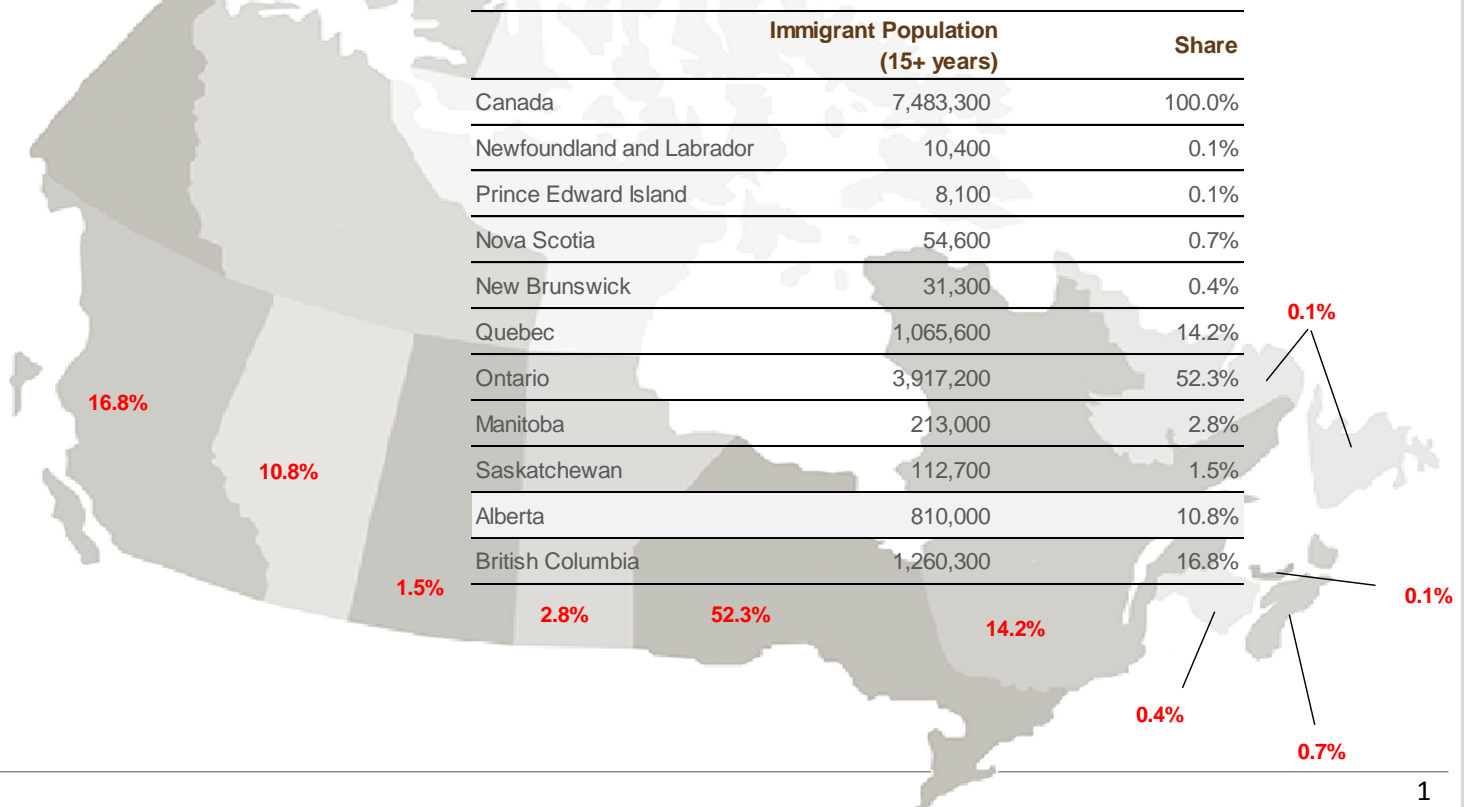 Immigrant Population
(15+ years)
Share
Canada 7,483,300 100.0%
Newfoundland and Labrador 10,400 0.1%
Prince Edward Island 8,100 0.1%
Nova Scotia 54,600 0.7%
New Brunswick 31,300 0.4%
Quebec 1,065,600 14.2%
Ontario 3,917,200 52.3%
Manitoba 213,000 2.8%
Saskatchewan 112,700 1.5%
Alberta 810,000 10.8%
British Columbia 1,260,300 16.8%
0.1%
16.8%
10.8%
1.5%
2.8%
52.3%
14.2%
0.1%
0.4%
0.7%
1